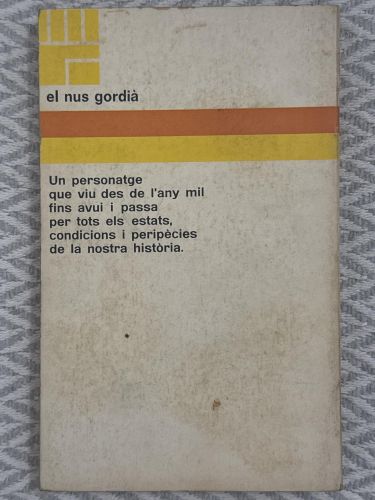 el nus gordià
Un personatge
que viu des de l'any mil
fins avui i passa
per tots els estats,
condicions i peripècies
de la nostra història.